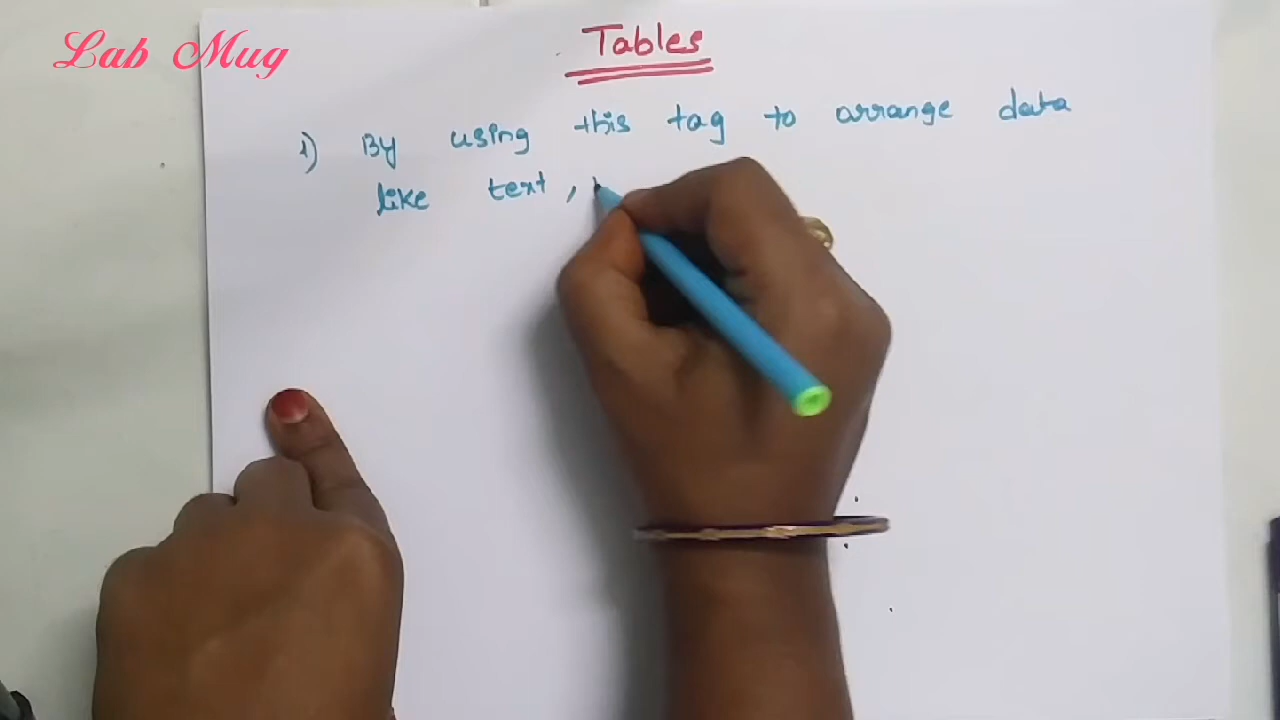 Lab Mug
Tables
1) By using this tag to arrange data
like text,